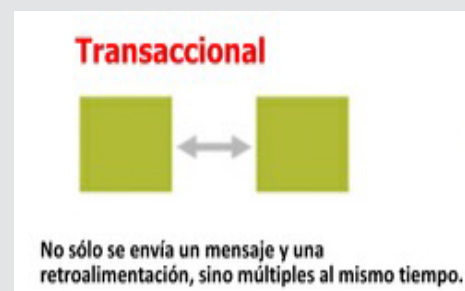 Transaccional
No sólo se envía un mensaje y una
retroalimentación, sino múltiples al mismo tiempo.